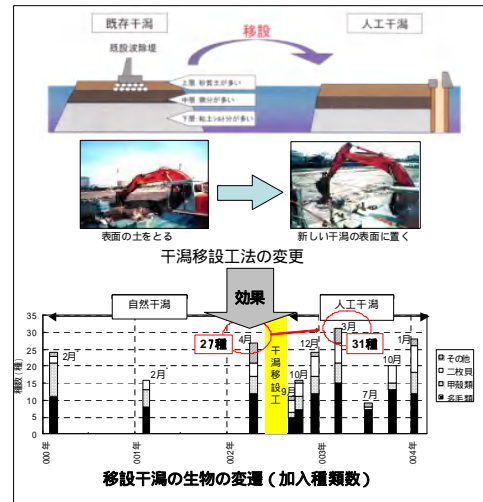 既存干潟
移設
人工干潟
既設波除堤
上層:砂質土が多い
中層:礫分が多い
下層:粘土シルト分が多い
表面の土をとる
新しい干潟の表面に置く
干潟移設工法の変更
効果
自然干潟
人工干潟
干潟移設工
27種
31種
種数(種)
35
30
25
20
15
10
5
0
2月
2月
4月
9月
10月
12月
3月
7月
10月
1月
000年
001年
002年
003年
004年
その他
二枚貝
甲殻類
多毛類
移設干潟の生物の変遷(加入種類数)